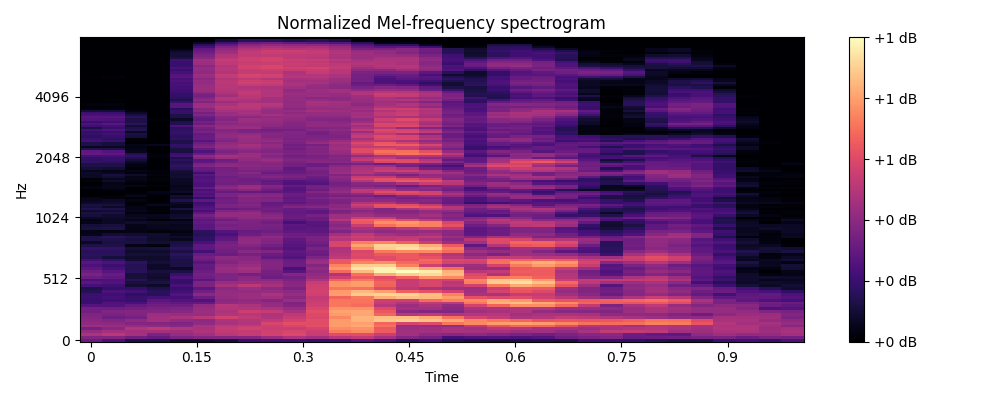 Normalized Mel-frequency spectrogram
Hz
4096
2048
1024
512
0
0 0.15 0.3 0.45 0.6 0.75 0.9
Time
+1 dB
+1 dB
+1 dB
+0 dB
+0 dB
+0 dB